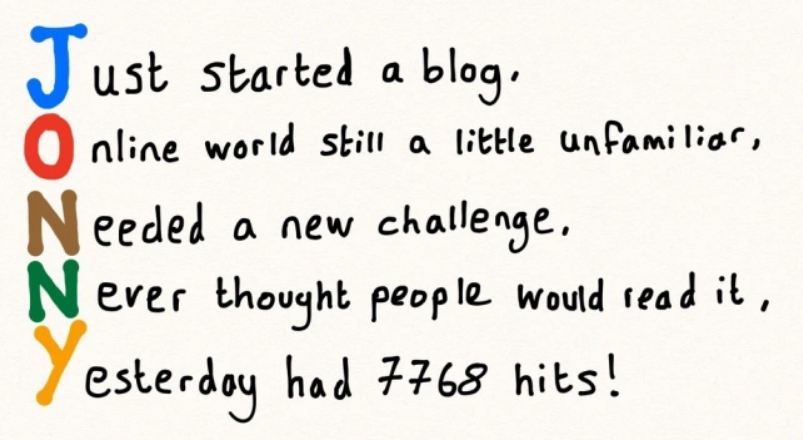 Just started a blog.
Online world still a little unfamiliar,
Needed a new challenge.
Never thought people would read it,
Yesterday had 7768 hits!